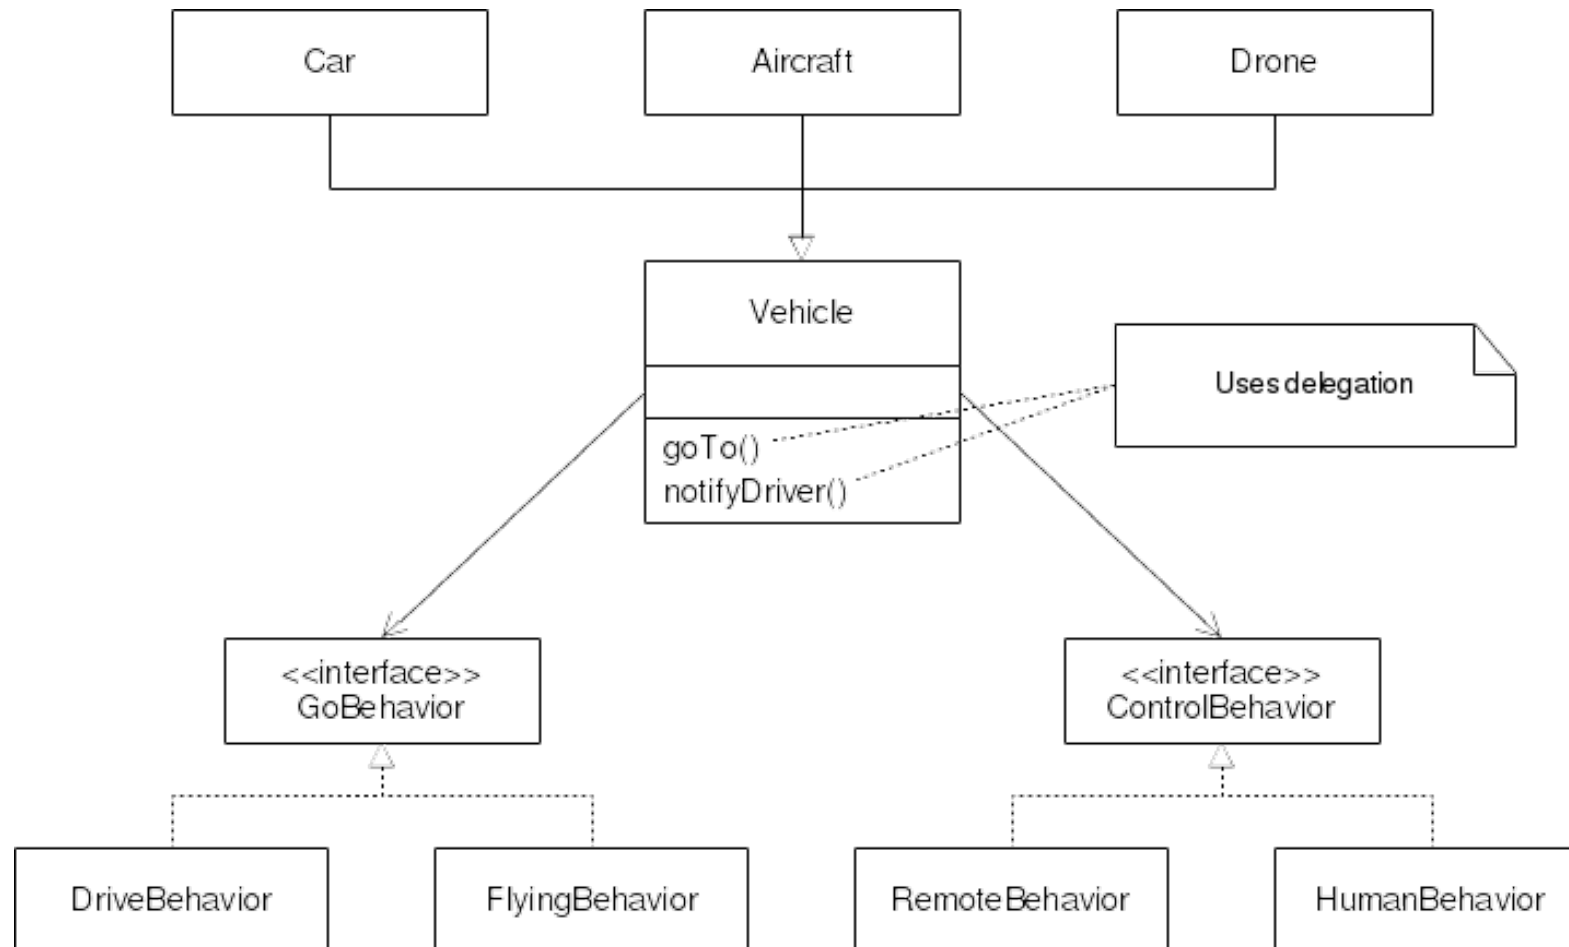 Car
Aircraft
Drone
Vehicle
Uses delegation
goTo()
notifyDriver()
<<interface>>
GoBehavior
<<interface>>
ControlBehavior
DriveBehavior
FlyingBehavior
RemoteBehavior
HumanBehavior